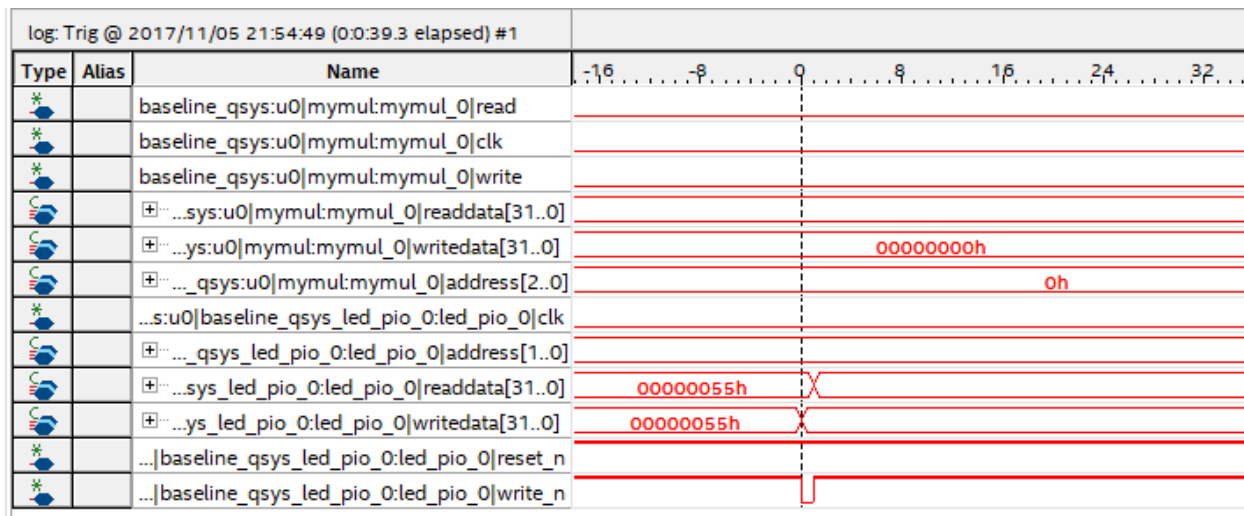 log: Trig @ 2017/11/05 21:54:49 (0:0:39.3 elapsed) #1
Type Alias Name -16 -8 0 8 16 24 32
baseline_qsys:u0|mymul:mymul_0|read
baseline_qsys:u0|mymul:mymul_0|clk
baseline_qsys:u0|mymul:mymul_0|write
...sys:u0|mymul:mymul_0|readdata[31..0]
...ys:u0|mymul:mymul_0|writedata[31..0] 00000000h
..._qsys:u0|mymul:mymul_0|address[2..0] 0h
...s:u0|baseline_qsys_led_pio_0:led_pio_0|clk
..._qsys_led_pio_0:led_pio_0|address[1..0]
...sys_led_pio_0:led_pio_0|readdata[31..0] 00000055h
...ys_led_pio_0:led_pio_0|writedata[31..0] 00000055h
...|baseline_qsys_led_pio_0:led_pio_0|reset_n
...|baseline_qsys_led_pio_0:led_pio_0|write_n